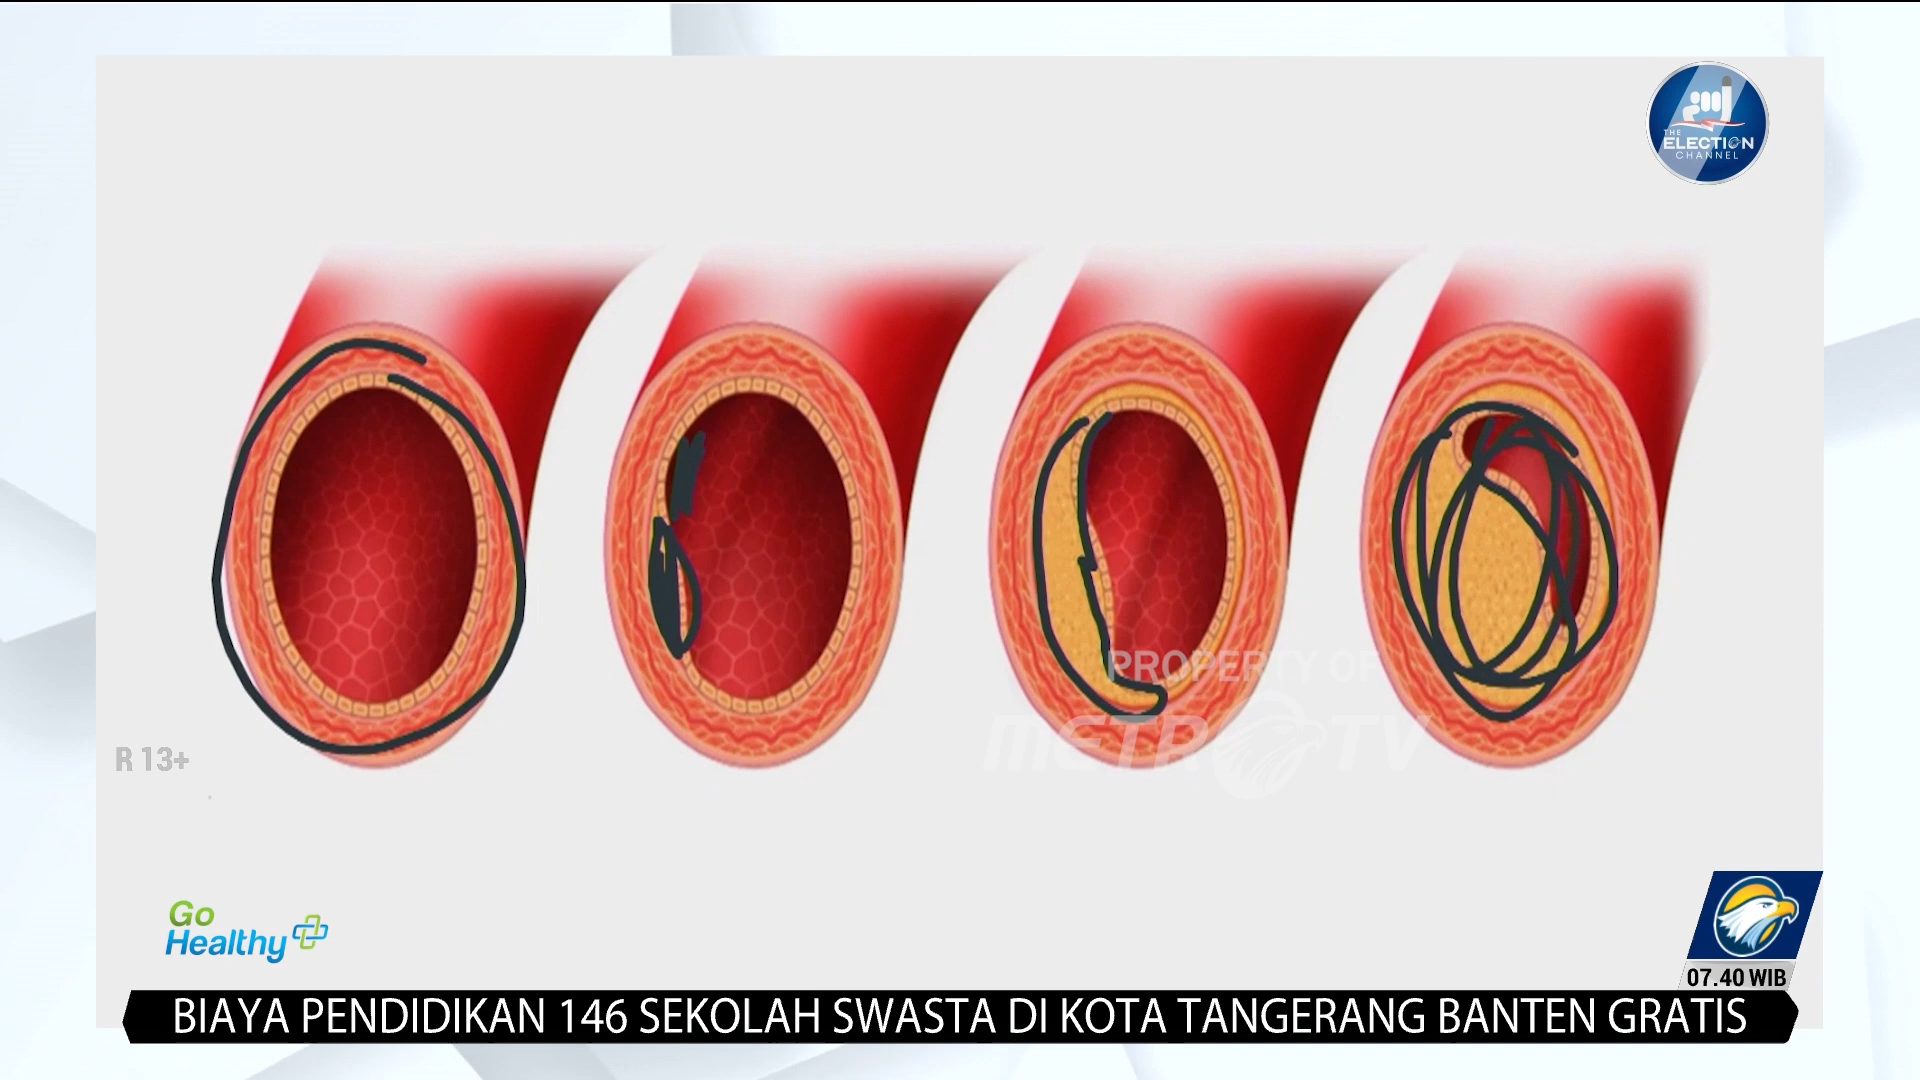 THE
ELECTION
CHANNEL
PROPERTY OF
METRO TV
R 13+
Go
Healthy
07.40 WIB
BIAYA PENDIDIKAN 146 SEKOLAH SWASTA DI KOTA TANGERANG BANTEN GRATIS